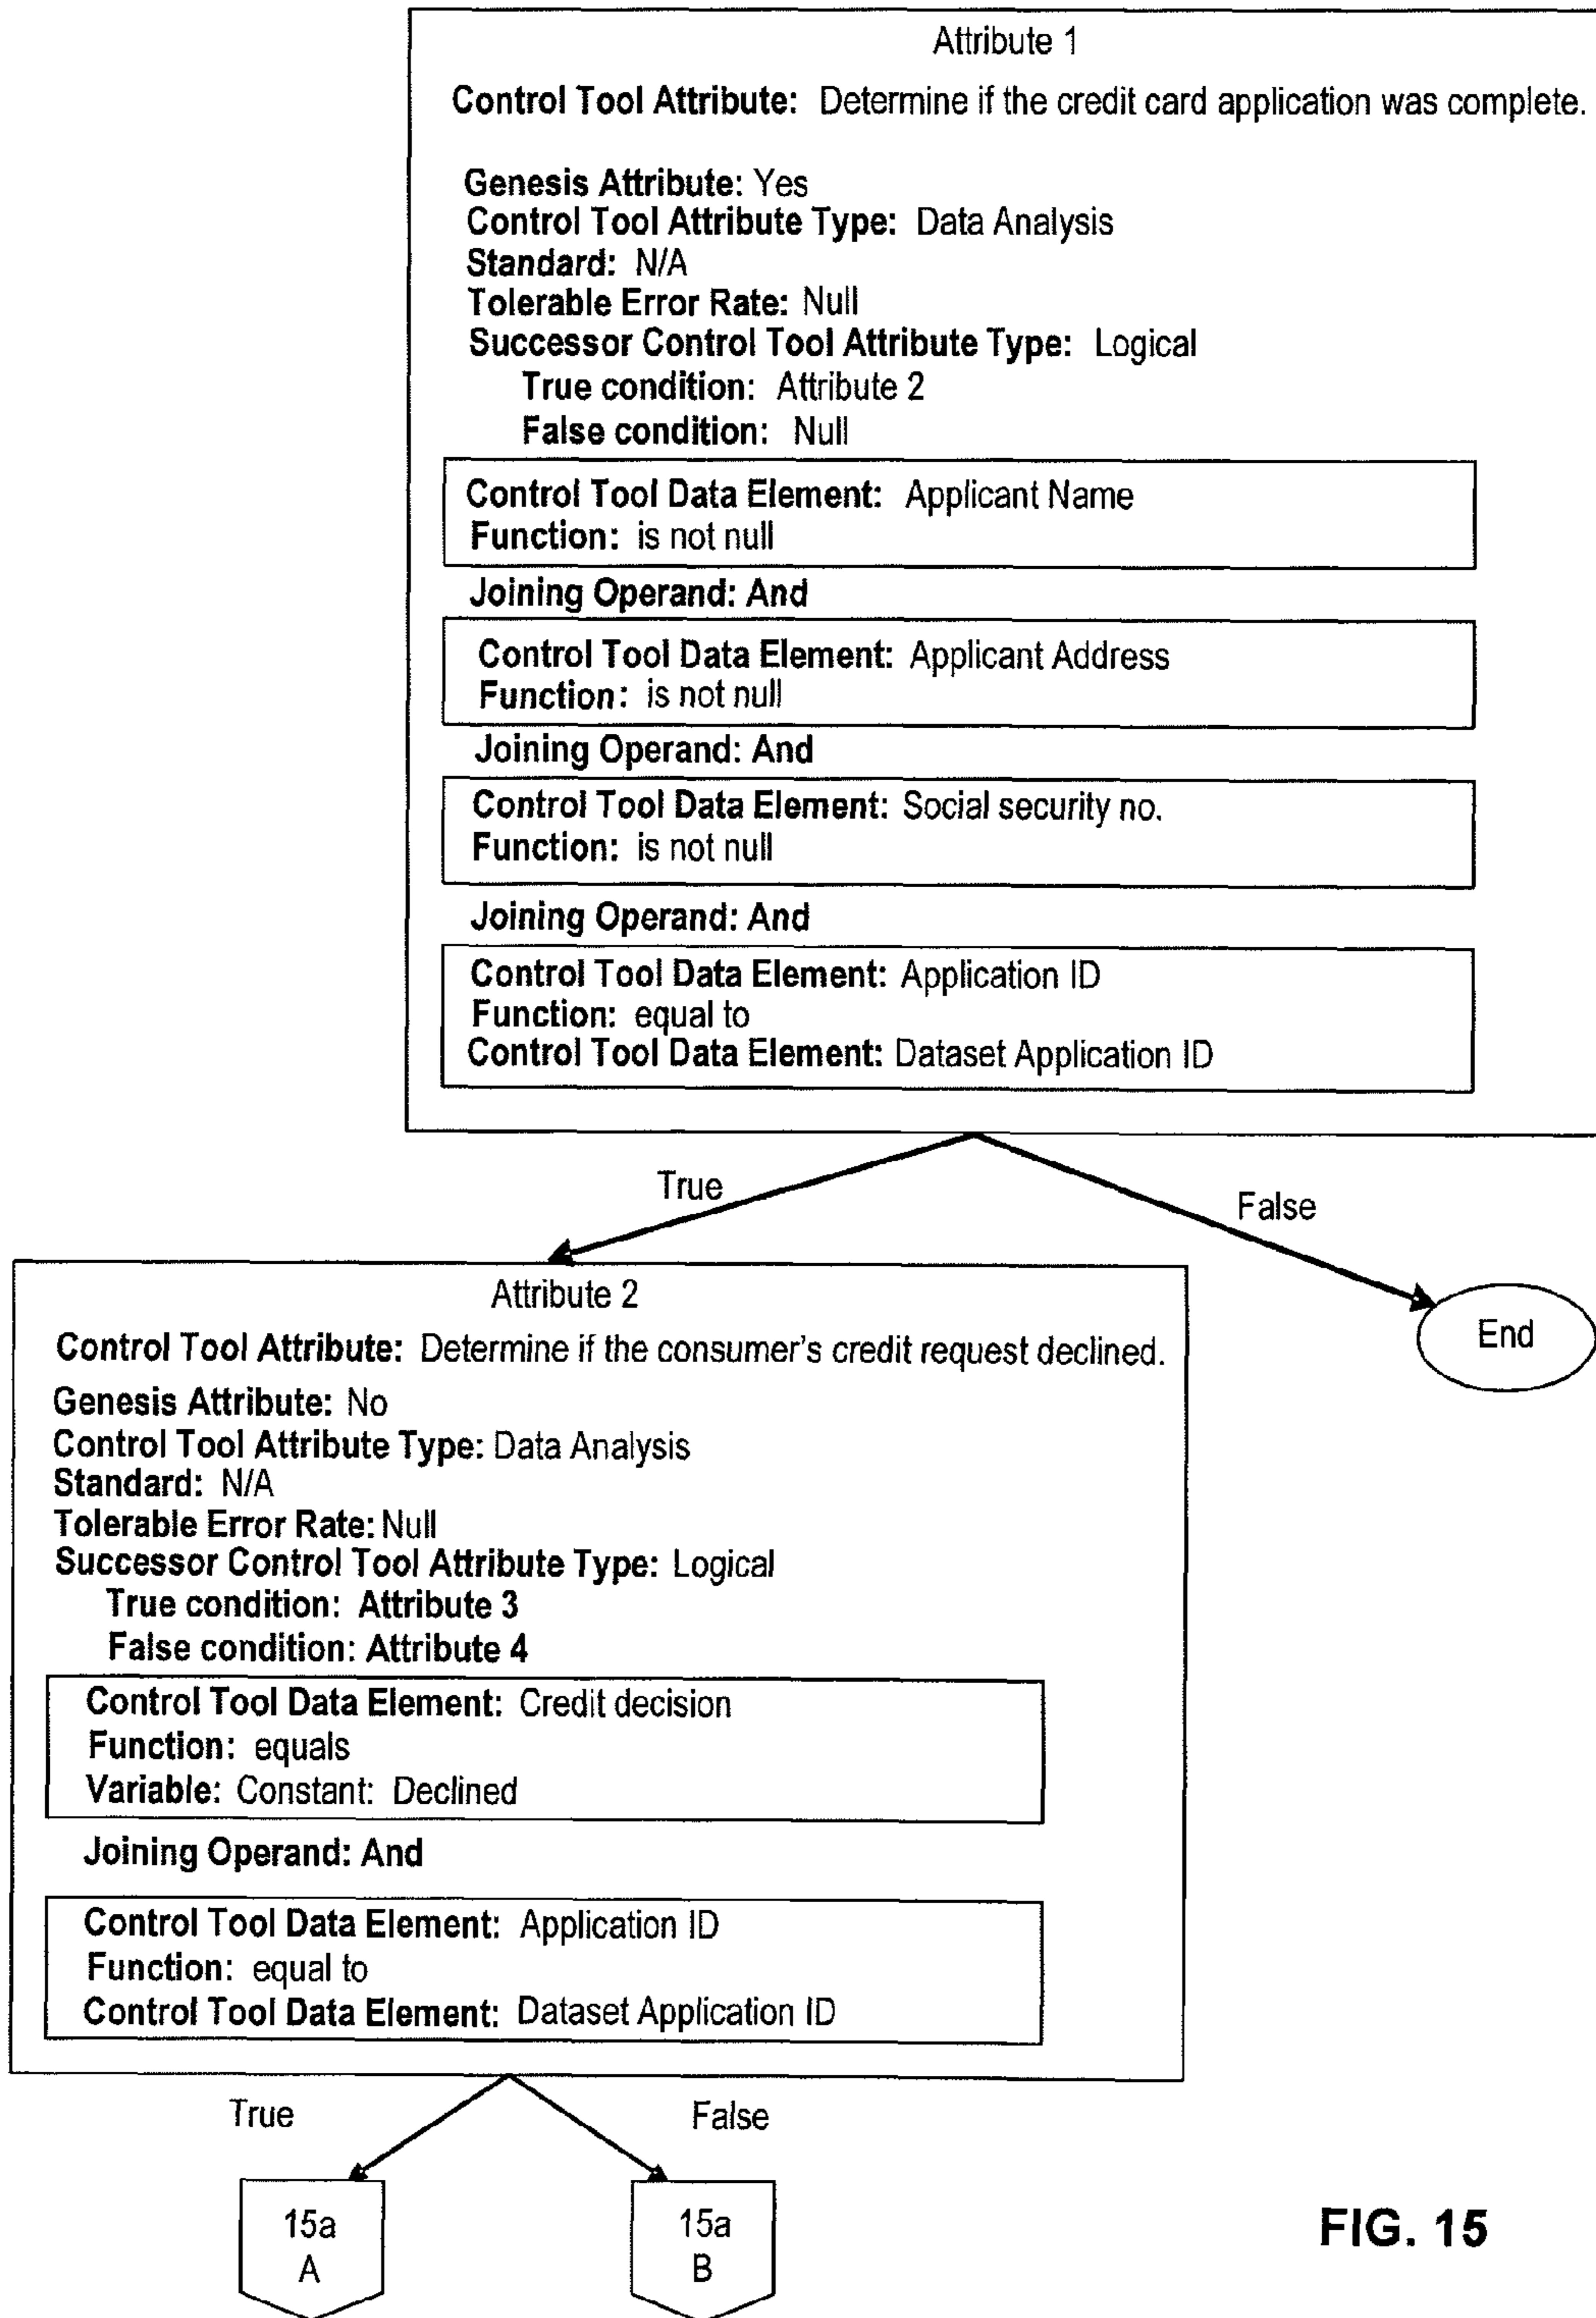 Attribute 1
Control Tool Attribute: Determine if the credit card application was complete.
Genesis Attribute: Yes
Control Tool Attribute Type: Data Analysis
Standard: N/A
Tolerable Error Rate: Null
Successor Control Tool Attribute Type: Logical
True condition: Attribute 2
False condition: Null
Control Tool Data Element: Applicant Name
Function: is not null
Joining Operand: And
Control Tool Data Element: Applicant Address
Function: is not null
Joining Operand: And
Control Tool Data Element: Social security no.
Function: is not null
Joining Operand: And
Control Tool Data Element: Application ID
Function: equal to
Control Tool Data Element: Dataset Application ID
True
False
End
Attribute 2
Control Tool Attribute: Determine if the consumer's credit request declined.
Genesis Attribute: No
Control Tool Attribute Type: Data Analysis
Standard: N/A
Tolerable Error Rate: Null
Successor Control Tool Attribute Type: Logical
True condition: Attribute 3
False condition: Attribute 4
Control Tool Data Element: Credit decision
Function: equals
Variable: Constant: Declined
Joining Operand: And
Control Tool Data Element: Application ID
Function: equal to
Control Tool Data Element: Dataset Application ID
True
False
15a
A
15a
B
FIG. 15